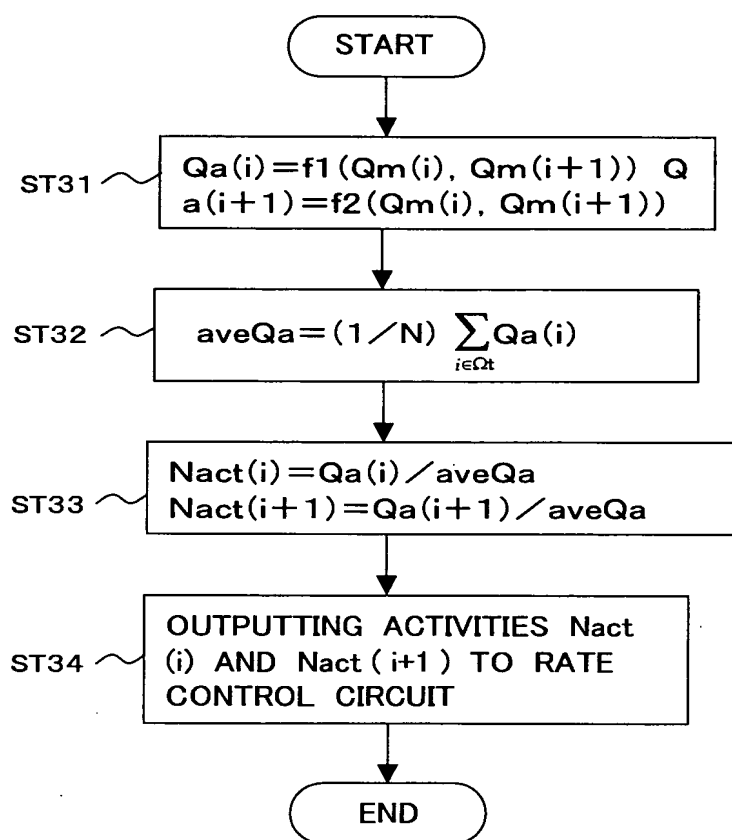 START
ST31
Qa(i)=f1(Qm(i), Qm(i+1)) Q
a(i+1)=f2(Qm(i), Qm(i+1))
ST32
aveQa=(1/N) ∑ Qa(i)
i∈Ωt
ST33
Nact(i)=Qa(i)/aveQa
Nact(i+1)=Qa(i+1)/aveQa
ST34
OUTPUTTING ACTIVITIES Nact
(i) AND Nact(i+1) TO RATE
CONTROL CIRCUIT
END